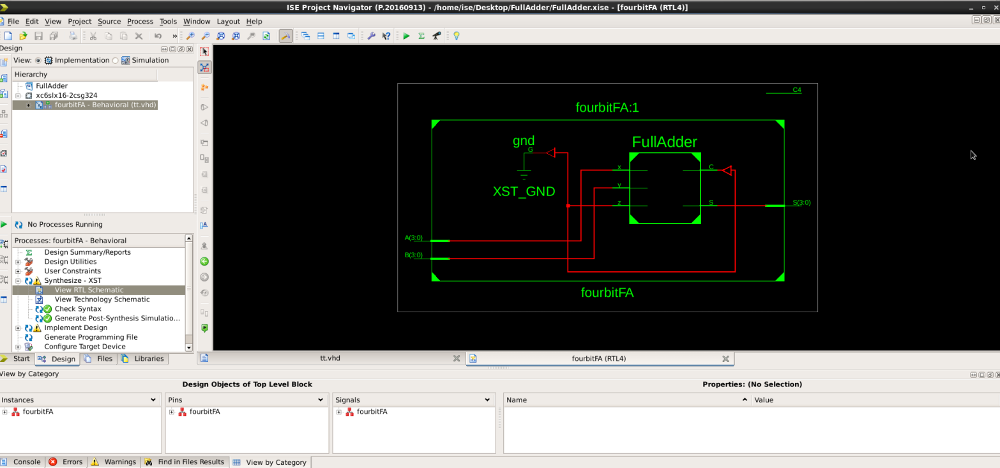 ISE Project Navigator (P.20160913) - /home/ise/Desktop/FullAdder/FullAdder.xise - [fourbitFA (RTL4)]
File Edit View Project Source Process Tools Window Layout Help
»
Design
View: Implementation Simulation
Hierarchy
FullAdder
xc6slx16-2csg324
fourbitFA - Behavioral (tt.vhd)
No Processes Running
Processes: fourbitFA - Behavioral
Design Summary/Reports
Design Utilities
User Constraints
Synthesize - XST
View RTL Schematic
View Technology Schematic
Check Syntax
Generate Post-Synthesis Simulatio...
Implement Design
Generate Programming File
Configure Target Device
Start Design Files Libraries
C4
fourbitFA:1
gnd
G
XST_GND
FullAdder
x
y
z
C
S
S(3:0)
A(3:0)
B(3:0)
fourbitFA
tt.vhd
fourbitFA (RTL4)
View by Category
Design Objects of Top Level Block
Properties: (No Selection)
Instances
Pins
Signals
Name
Value
fourbitFA
fourbitFA
fourbitFA
Console Errors Warnings Find in Files Results View by Category